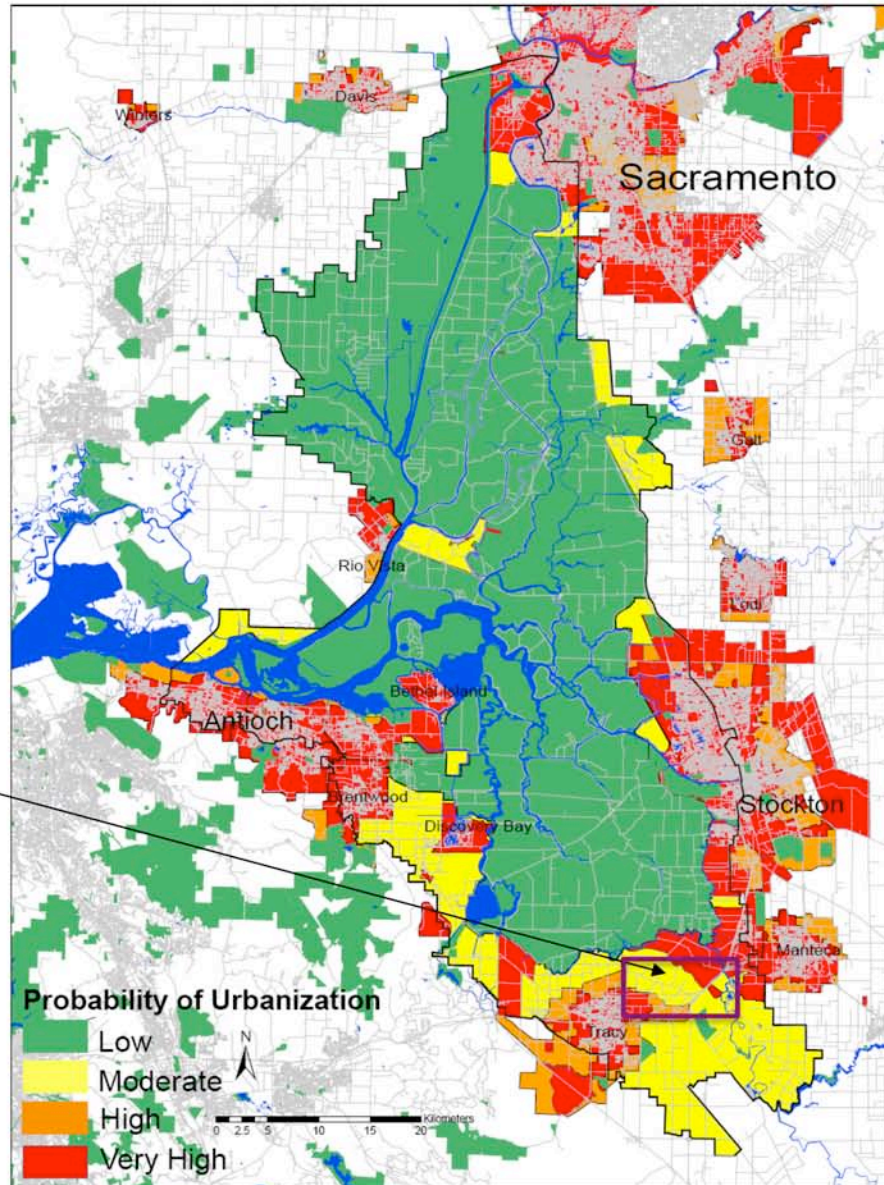 Winters
Davis
Sacramento
Galt
Rio Vista
Lodi
Bethel Island
Antioch
Brentwood
Discovery Bay
Stockton
Manteca
Tracy
Probability of Urbanization
Low
Moderate
High
Very High
N
0 2.5 5 10 15 20
Kilometers